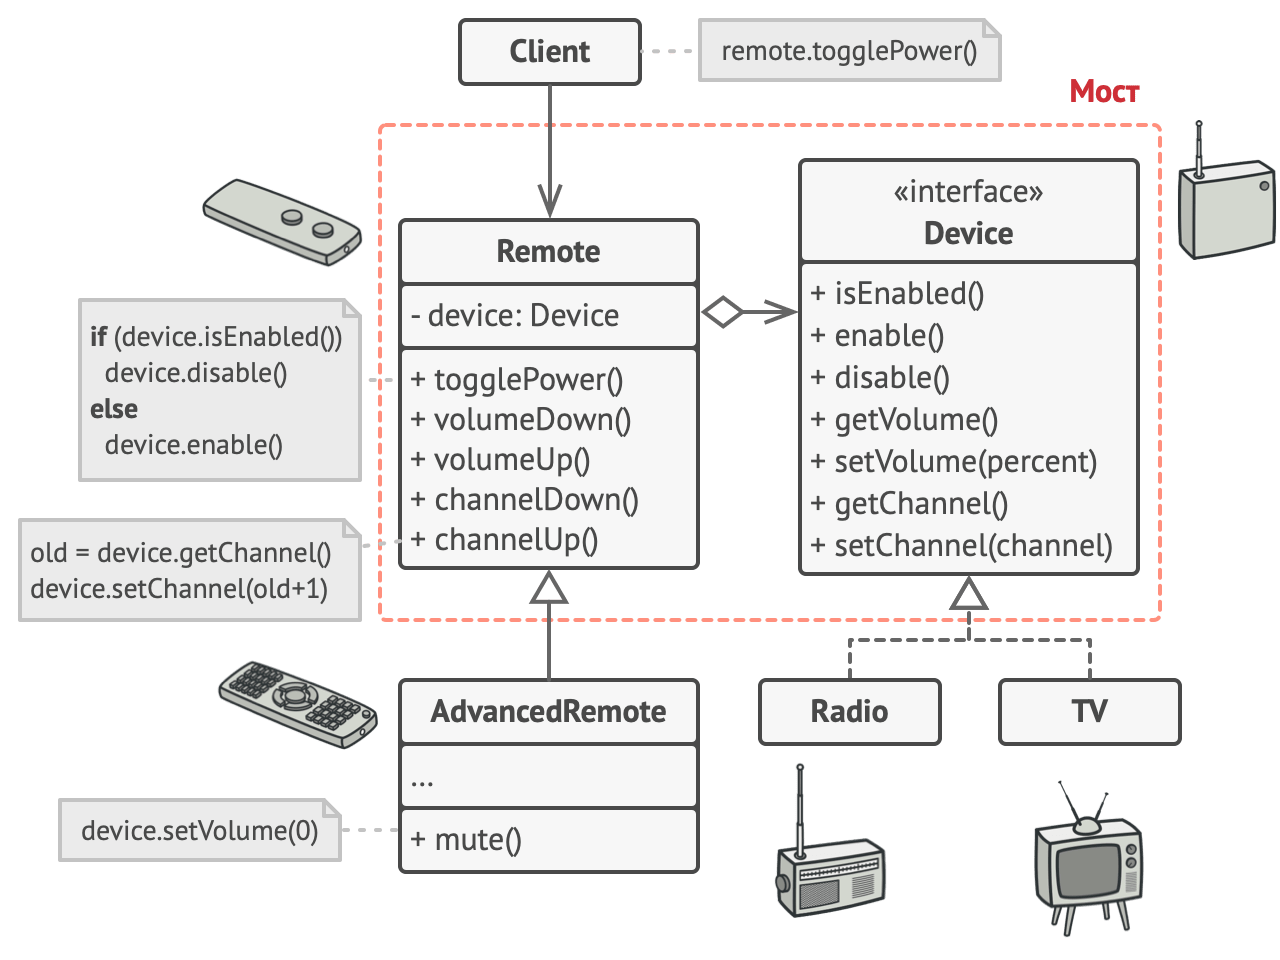 Client
remote.togglePower()
Мост
Remote
- device: Device
+ togglePower()
+ volumeDown()
+ volumeUp()
+ channelDown()
+ channelUp()
«interface»
Device
+ isEnabled()
+ enable()
+ disable()
+ getVolume()
+ setVolume(percent)
+ getChannel()
+ setChannel(channel)
if (device.isEnabled())
device.disable()
else
device.enable()
old = device.getChannel()
device.setChannel(old+1)
AdvancedRemote
...
+ mute()
device.setVolume(0)
Radio
TV